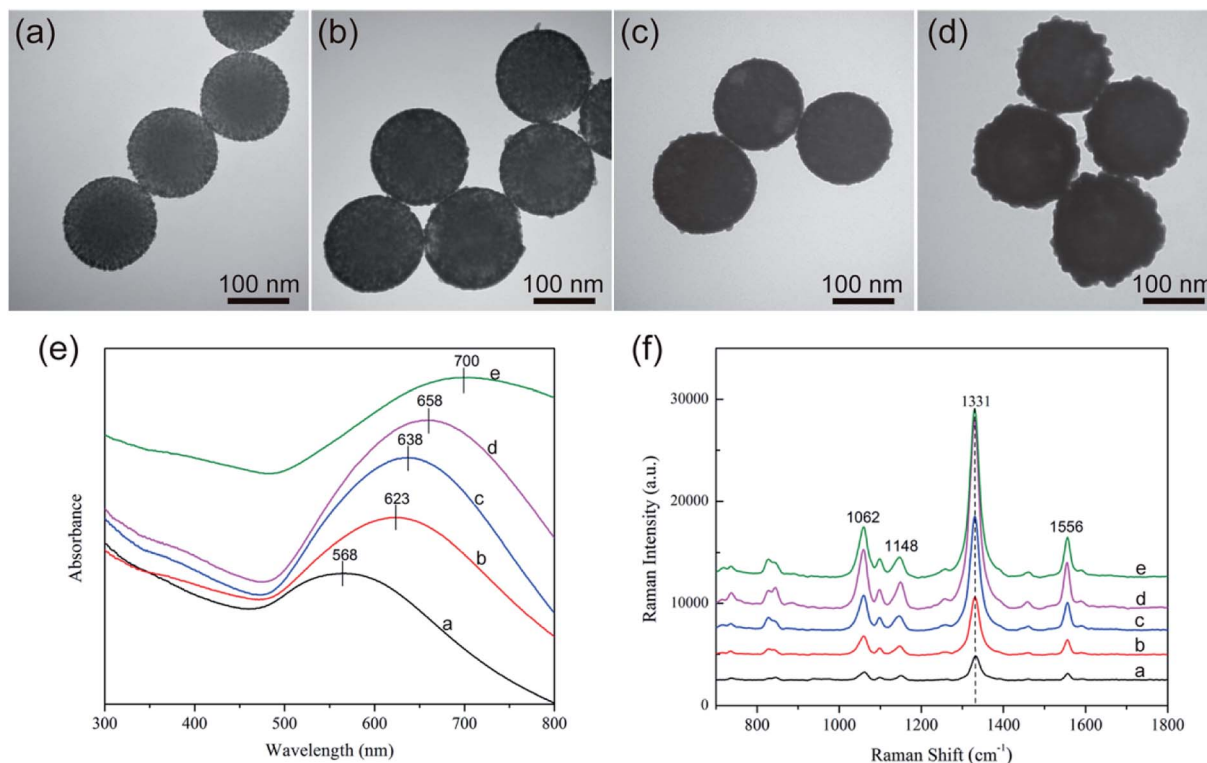 (a)
100 nm
(b)
100 nm
(c)
100 nm
(d)
100 nm
(e)
Absorbance
700
e
658
d
638
c
623
b
568
a
300 400 500 600 700 800
Wavelength (nm)
(f)
Raman Intensity (a.u.)
30000
20000
10000
0
1331
1062
1148
1556
e
d
c
b
a
800 1000 1200 1400 1600 1800
Raman Shift (cm⁻¹)